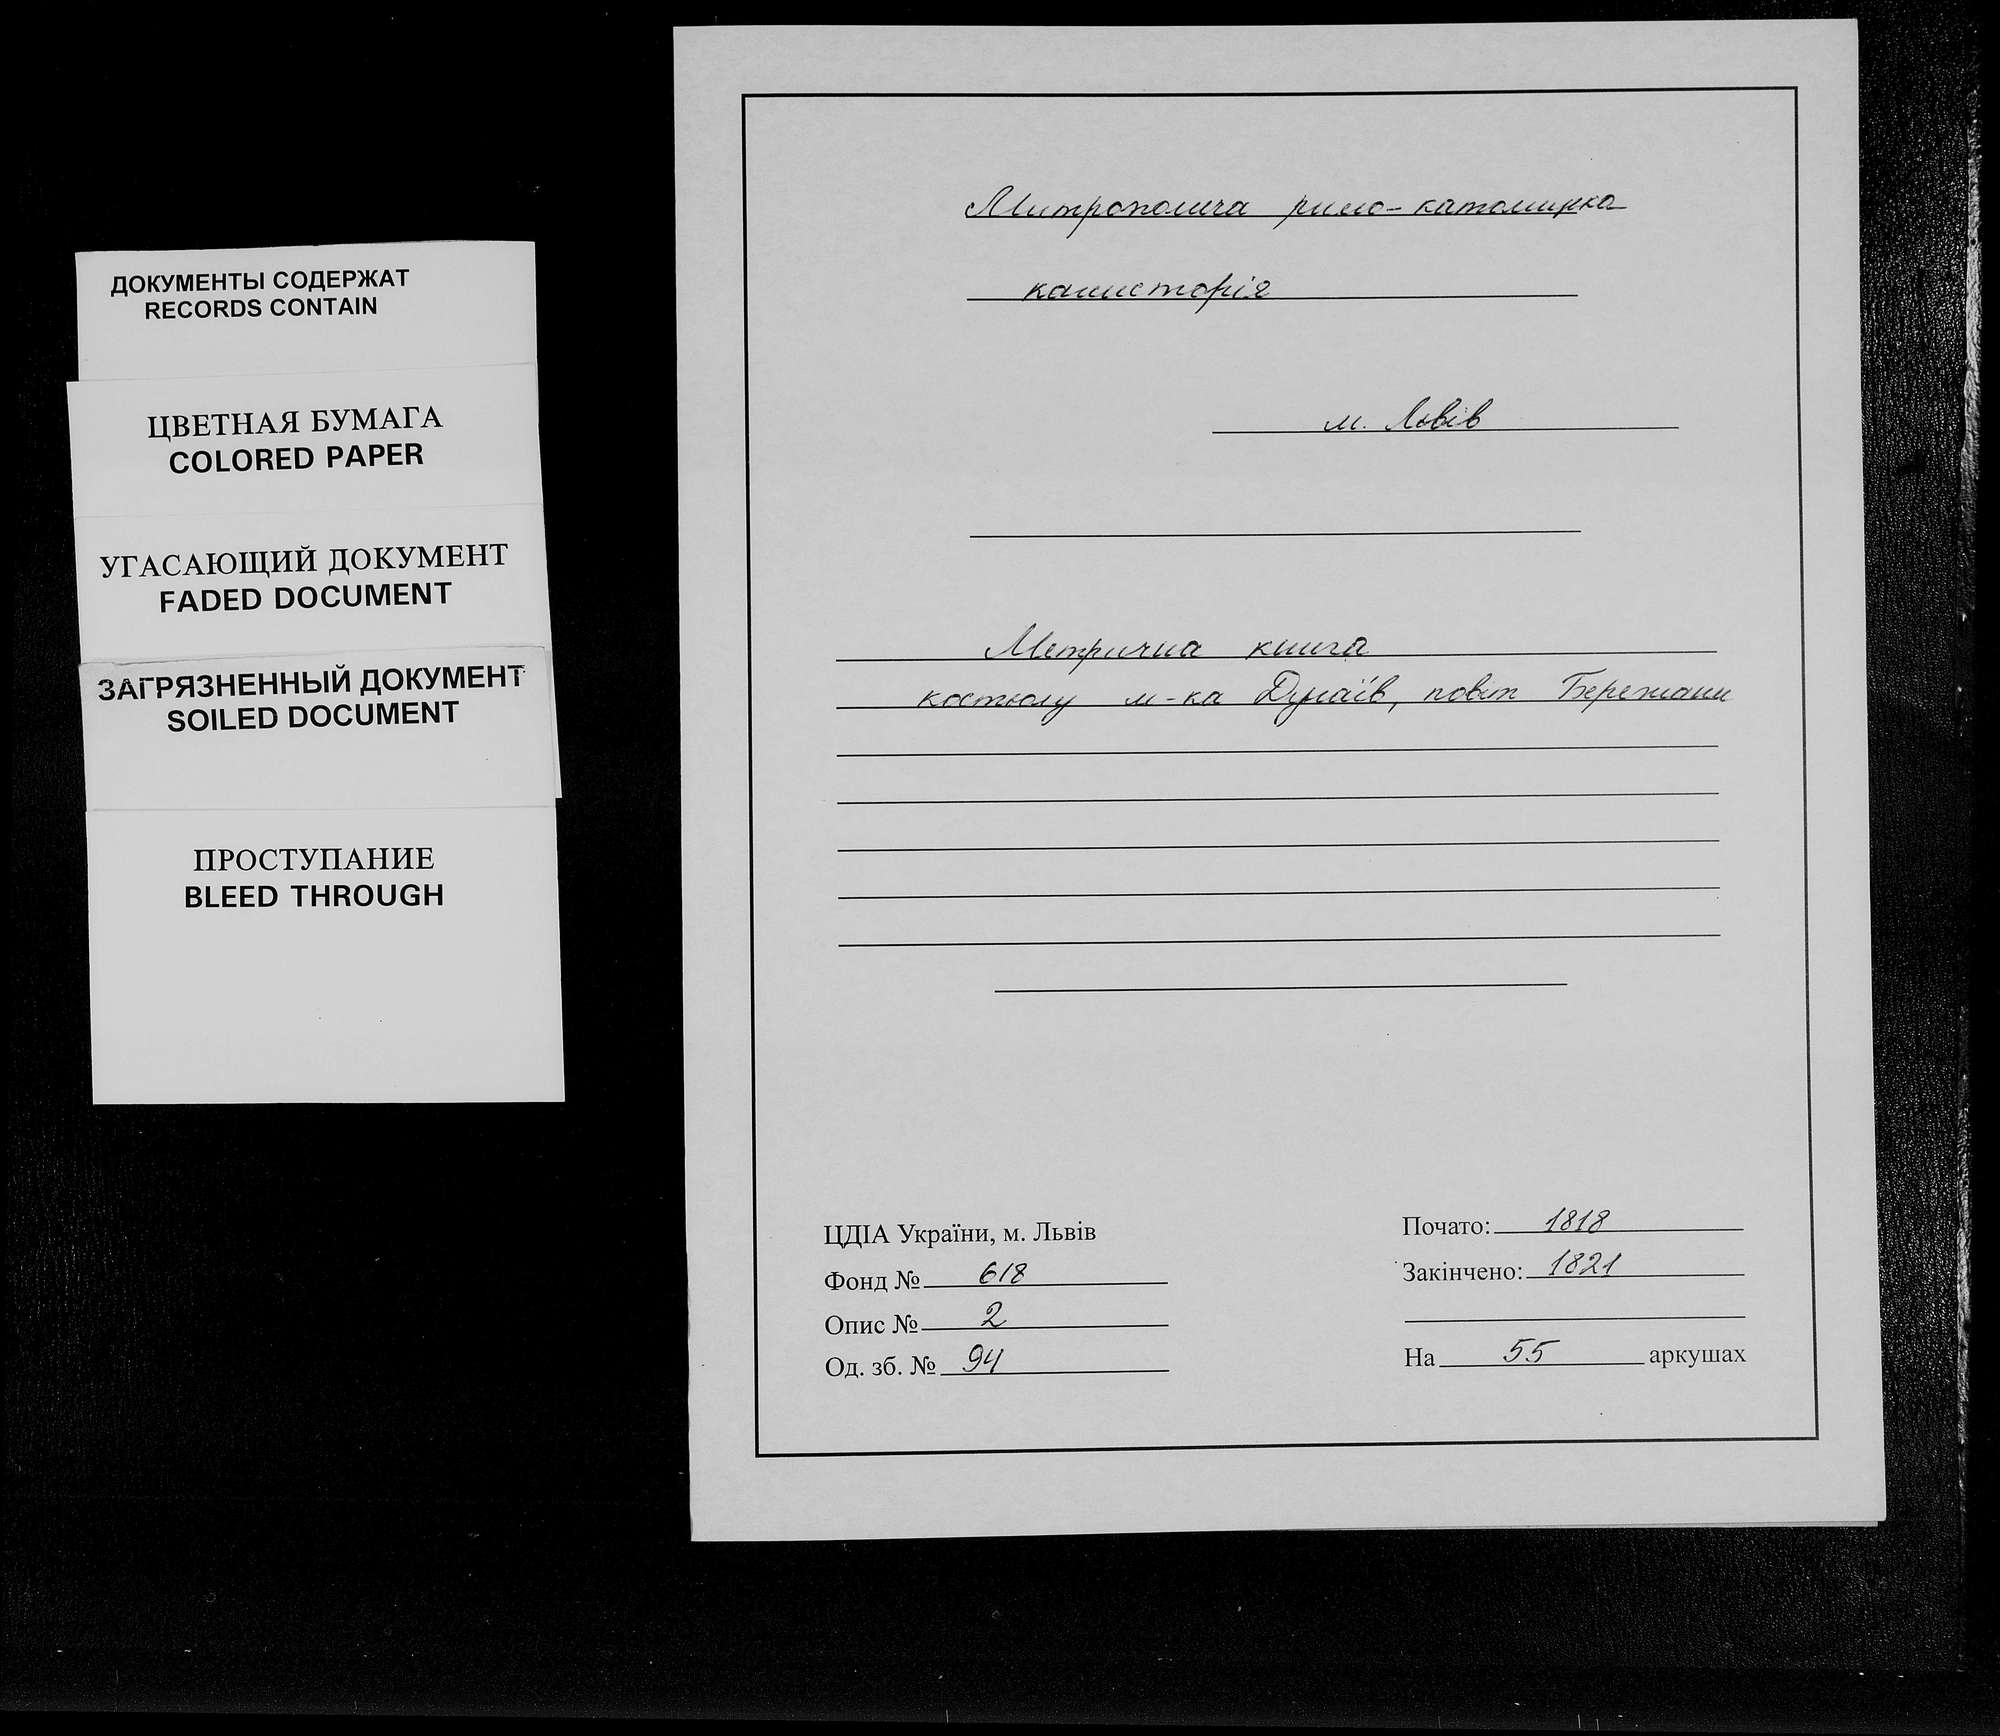 ДОКУМЕНТЫ СОДЕРЖАТ
RECORDS CONTAIN
ЦВЕТНАЯ БУМАГА
COLORED PAPER
УГАСАЮЩИЙ ДОКУМЕНТ
FADED DOCUMENT
ЗАГРЯЗНЕННЫЙ ДОКУМЕНТ
SOILED DOCUMENT
ПРОСТУПАНИЕ
BLEED THROUGH
Митрополича римо-католицка
консисторія
м. Львів
Метрична книга
костьолу м-ка Дунаїв, повіт Бережани
ЦДІА України, м. Львів
Фонд № 618
Опис № 2
Од. зб. № 94
Почато: 1818
Закінчено: 1821
На 55 аркушах